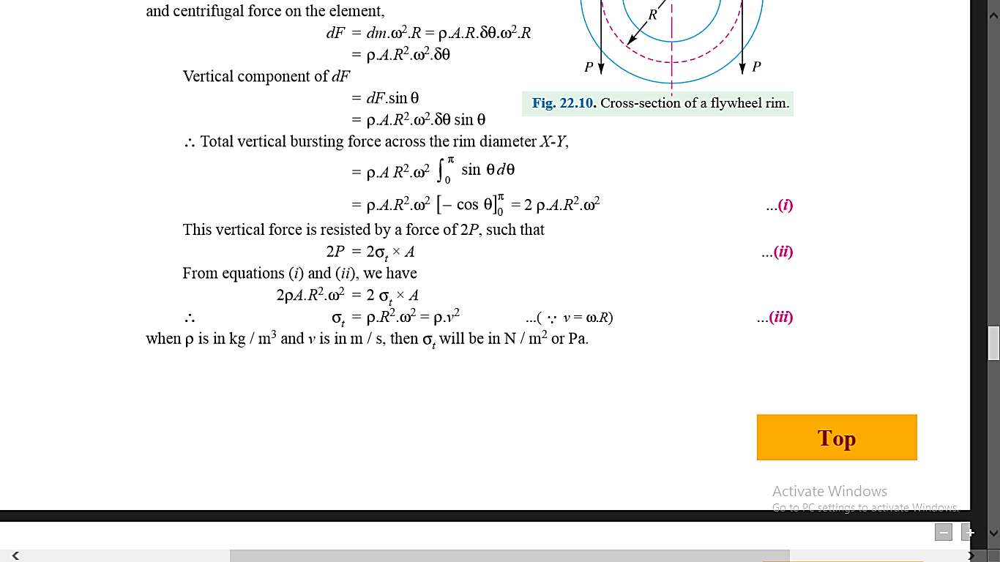 and centrifugal force on the element,
dF = dm.ω².R = ρ.A.R.δθ.ω².R
= ρ.A.R².ω².δθ
Vertical component of dF
= dF.sin θ
= ρ.A.R².ω².δθ sin θ
R
P
P
Fig. 22.10. Cross-section of a flywheel rim.
∴ Total vertical bursting force across the rim diameter X-Y,
= ρ.A R².ω² ∫₀^π sin θ dθ
= ρ.A.R².ω² [– cos θ]₀^π = 2 ρ.A.R².ω² ...(i)
This vertical force is resisted by a force of 2P, such that
2P = 2σₜ × A ...(ii)
From equations (i) and (ii), we have
2ρA.R².ω² = 2 σₜ × A
∴ σₜ = ρ.R².ω² = ρ.v² ...( ∵ v = ω.R) ...(iii)
when ρ is in kg / m³ and v is in m / s, then σₜ will be in N / m² or Pa.
Top
Activate Windows
Go to PC settings to activate Windows.